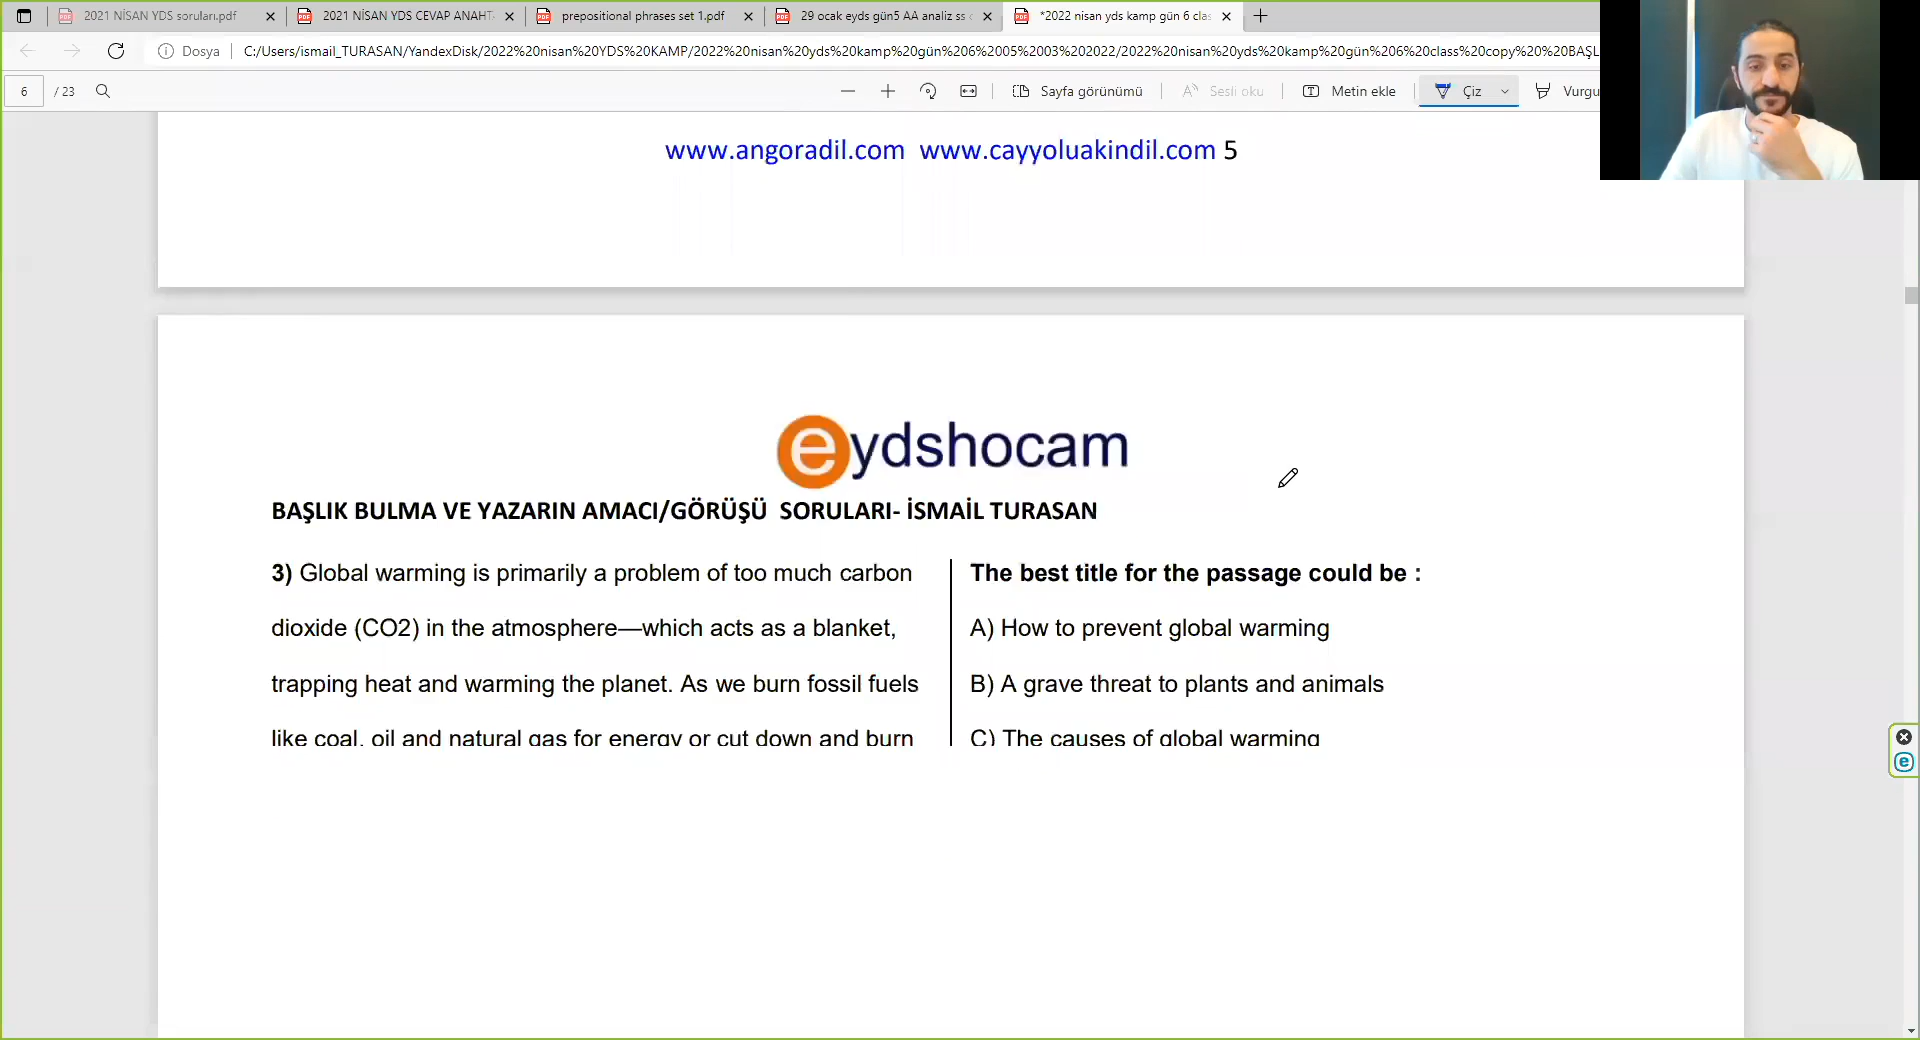 2021 NİSAN YDS soruları.pdf
2021 NİSAN YDS CEVAP ANAHT
prepositional phrases set 1.pdf
29 ocak eyds gün5 AA analiz ss
*2022 nisan yds kamp gün 6 clas
Dosya
C:/Users/ismail_TURASAN/YandexDisk/2022%20nisan%20YDS%20KAMP/2022%20nisan%20yds%20kamp%20gün%206%2005%2003%202022/2022%20nisan%20yds%20kamp%20gün%206%20class%20copy%20%20BAŞL
6 / 23
Sayfa görünümü
Sesli oku
Metin ekle
Çiz
Vurgu
www.angoradil.com www.cayyoluakindil.com 5
eydshocam
BAŞLIK BULMA VE YAZARIN AMACI/GÖRÜŞÜ SORULARI- İSMAİL TURASAN
3) Global warming is primarily a problem of too much carbon
dioxide (CO2) in the atmosphere—which acts as a blanket,
trapping heat and warming the planet. As we burn fossil fuels
like coal, oil and natural gas for energy or cut down and burn
The best title for the passage could be :
A) How to prevent global warming
B) A grave threat to plants and animals
C) The causes of global warming